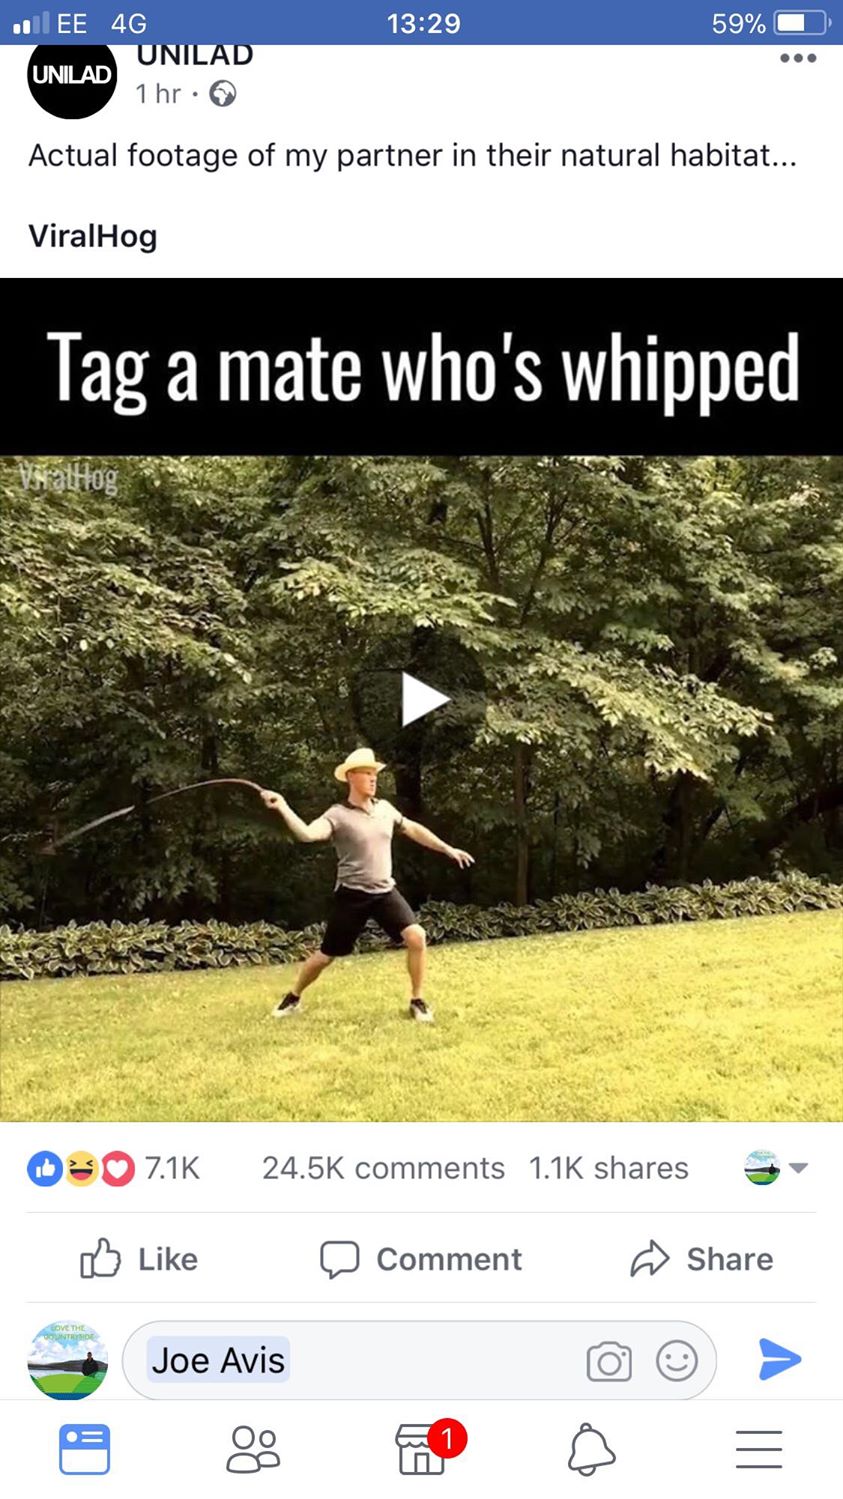 EE 4G 13:29 59%
UNILAD
UNILAD
1 hr ·
Actual footage of my partner in their natural habitat...
ViralHog
Tag a mate who's whipped
ViralHog
7.1K 24.5K comments 1.1K shares
Like Comment Share
LOVE THE
COUNTRYSIDE
Joe Avis
1